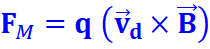 F_M = q (v⃗_d × B⃗)